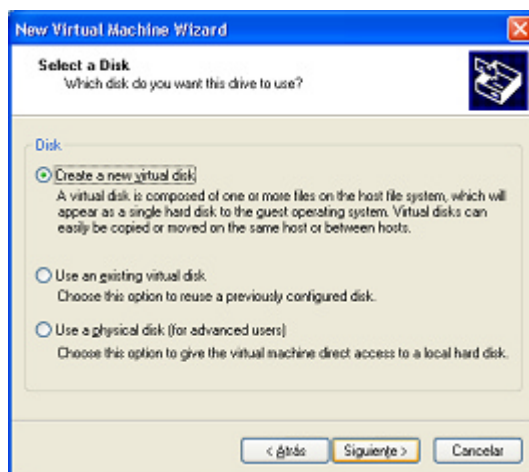 New Virtual Machine Wizard
Select a Disk
Which disk do you want this drive to use?
Disk
Create a new virtual disk
A virtual disk is composed of one or more files on the host file system, which will
appear as a single hard disk to the guest operating system. Virtual disks can
easily be copied or moved on the same host or between hosts.
Use an existing virtual disk
Choose this option to reuse a previously configured disk.
Use a physical disk (for advanced users)
Choose this option to give the virtual machine direct access to a local hard disk.
< Atrás Siguiente > Cancelar